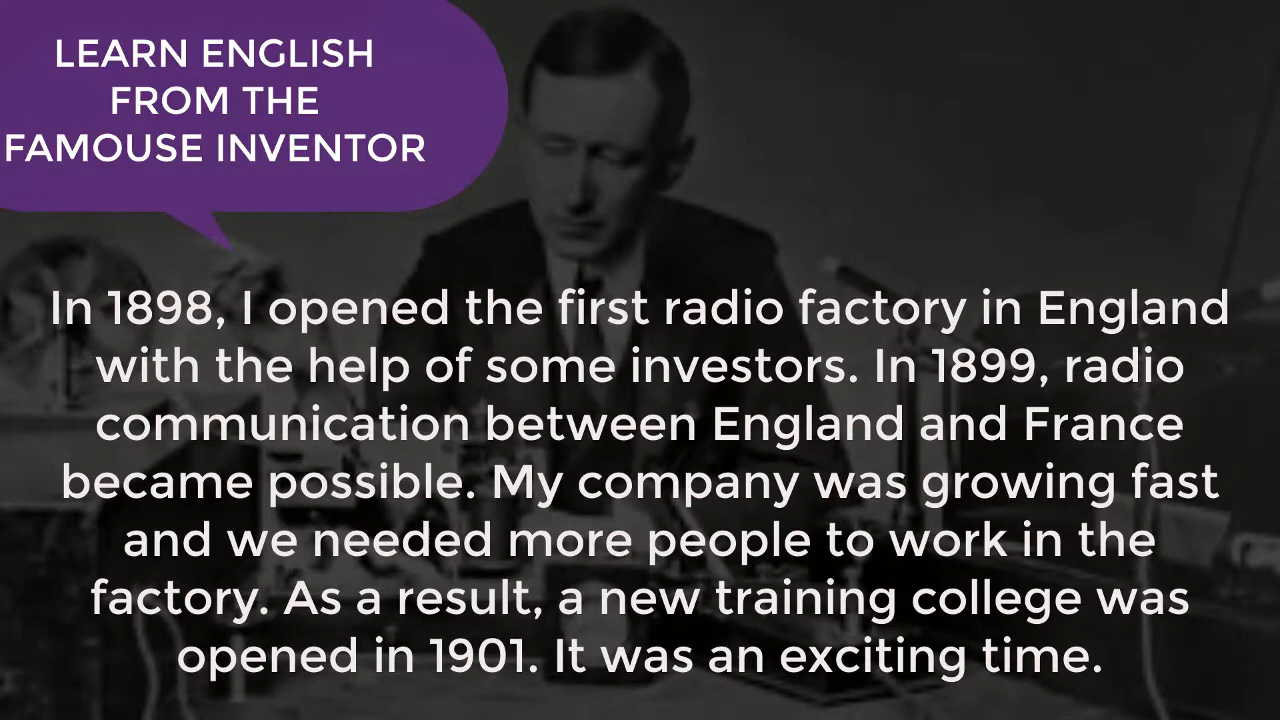 LEARN ENGLISH
FROM THE
FAMOUSE INVENTOR
In 1898, I opened the first radio factory in England
with the help of some investors. In 1899, radio
communication between England and France
became possible. My company was growing fast
and we needed more people to work in the
factory. As a result, a new training college was
opened in 1901. It was an exciting time.